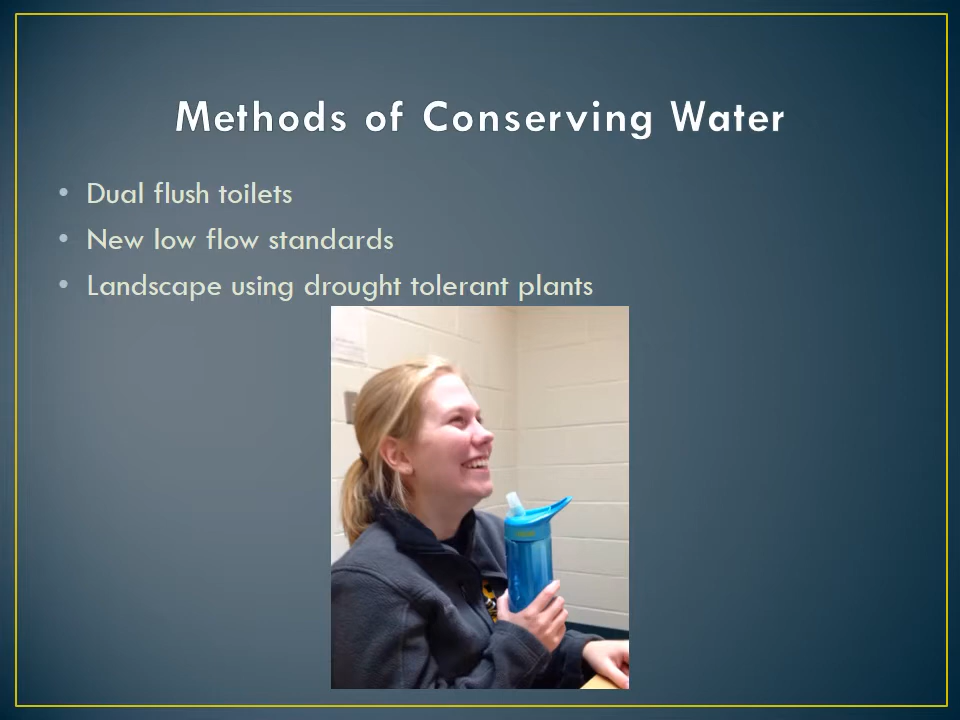 Methods of Conserving Water
• Dual flush toilets
• New low flow standards
• Landscape using drought tolerant plants